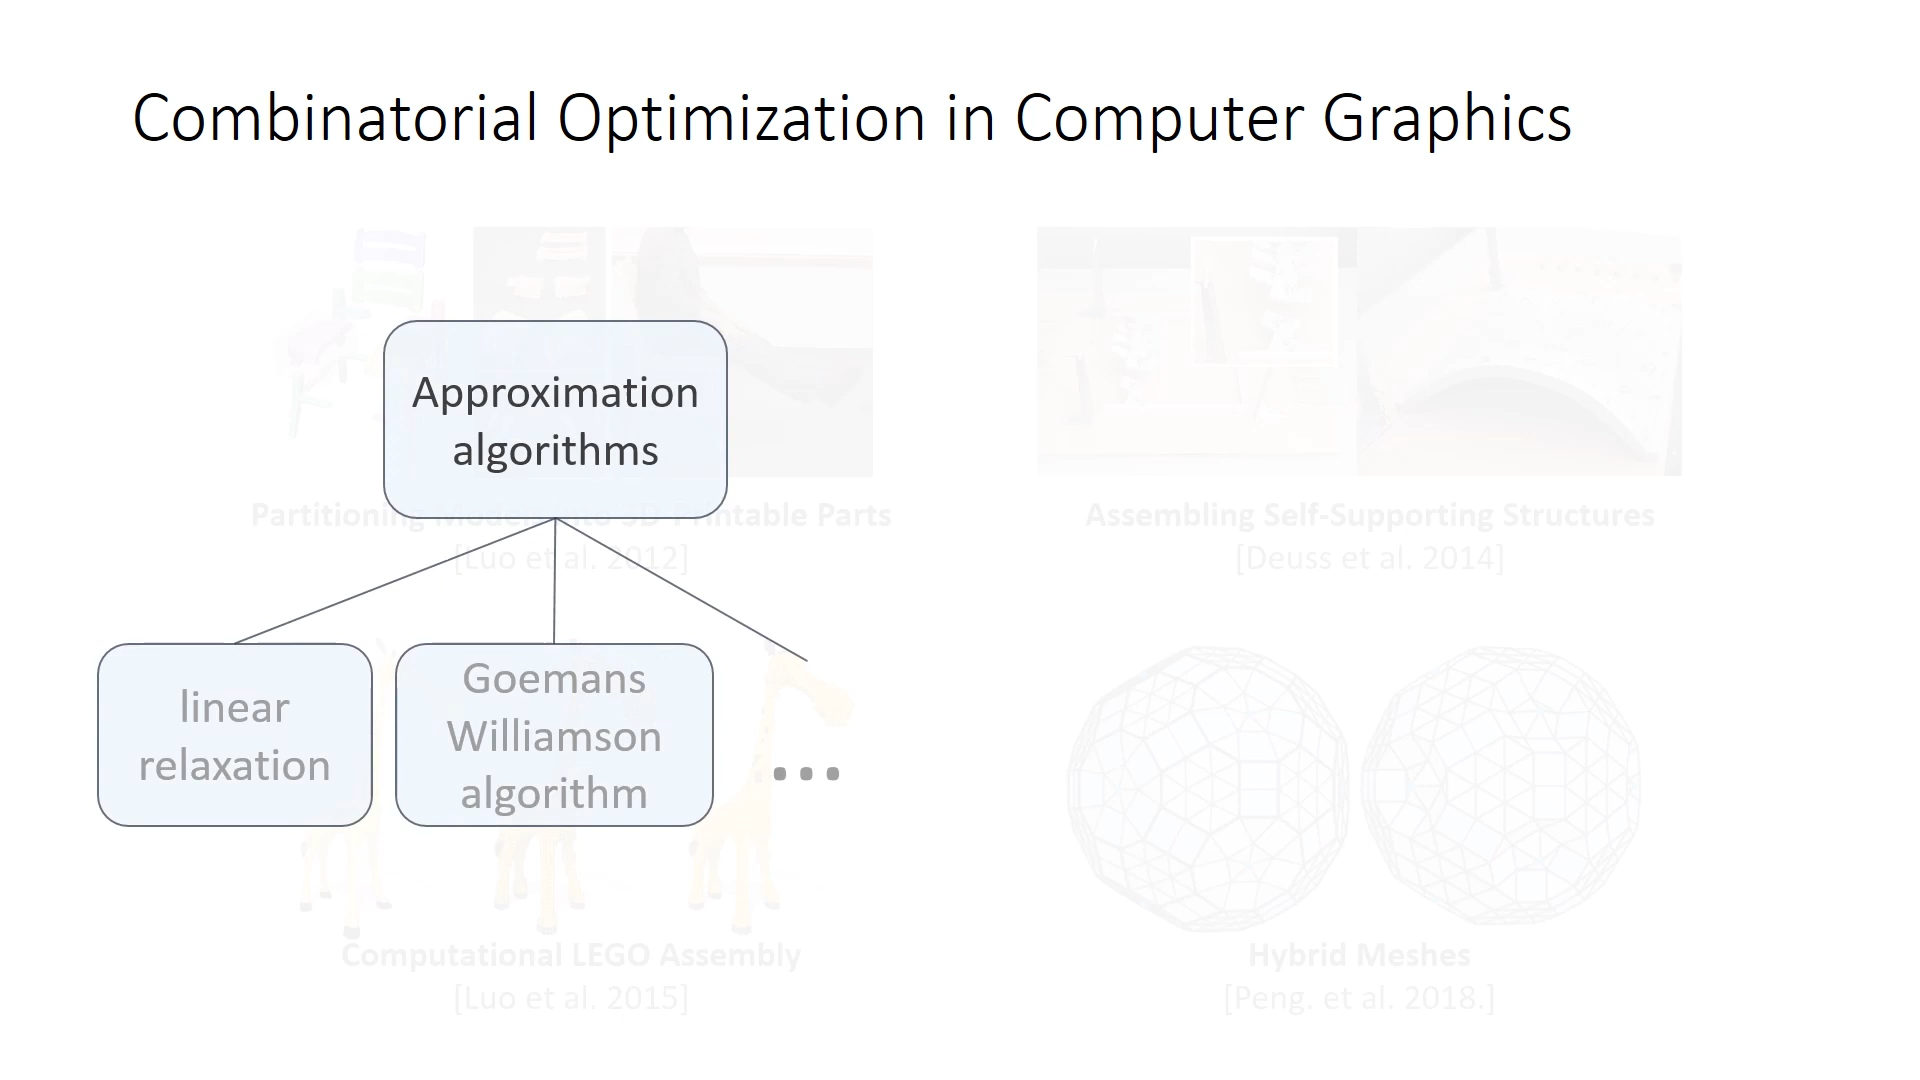 Combinatorial Optimization in Computer Graphics
Approximation
algorithms
Partitioning Models into 3D-Printable Parts
[Luo et al. 2012]
Assembling Self-Supporting Structures
[Deuss et al. 2014]
linear
relaxation
Goemans
Williamson
algorithm
...
Computational LEGO Assembly
[Luo et al. 2015]
Hybrid Meshes
[Peng. et al. 2018.]